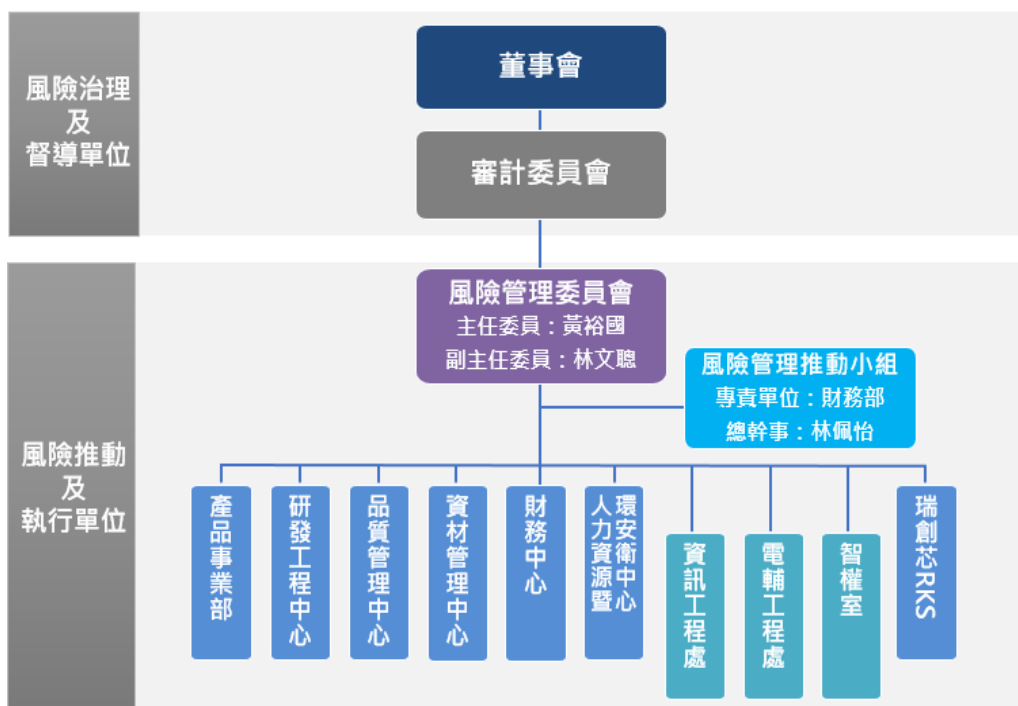 風險治理
及
督導單位
董事會
審計委員會
風險推動
及
執行單位
風險管理委員會
主任委員：黃裕國
副主任委員：林文聰
風險管理推動小組
專責單位：財務部
總幹事：林佩怡
產品事業部
研發工程中心
品質管理中心
資材管理中心
財務中心
人力資源暨
環安衛中心
資訊工程處
電輔工程處
智權室
瑞創芯RKS